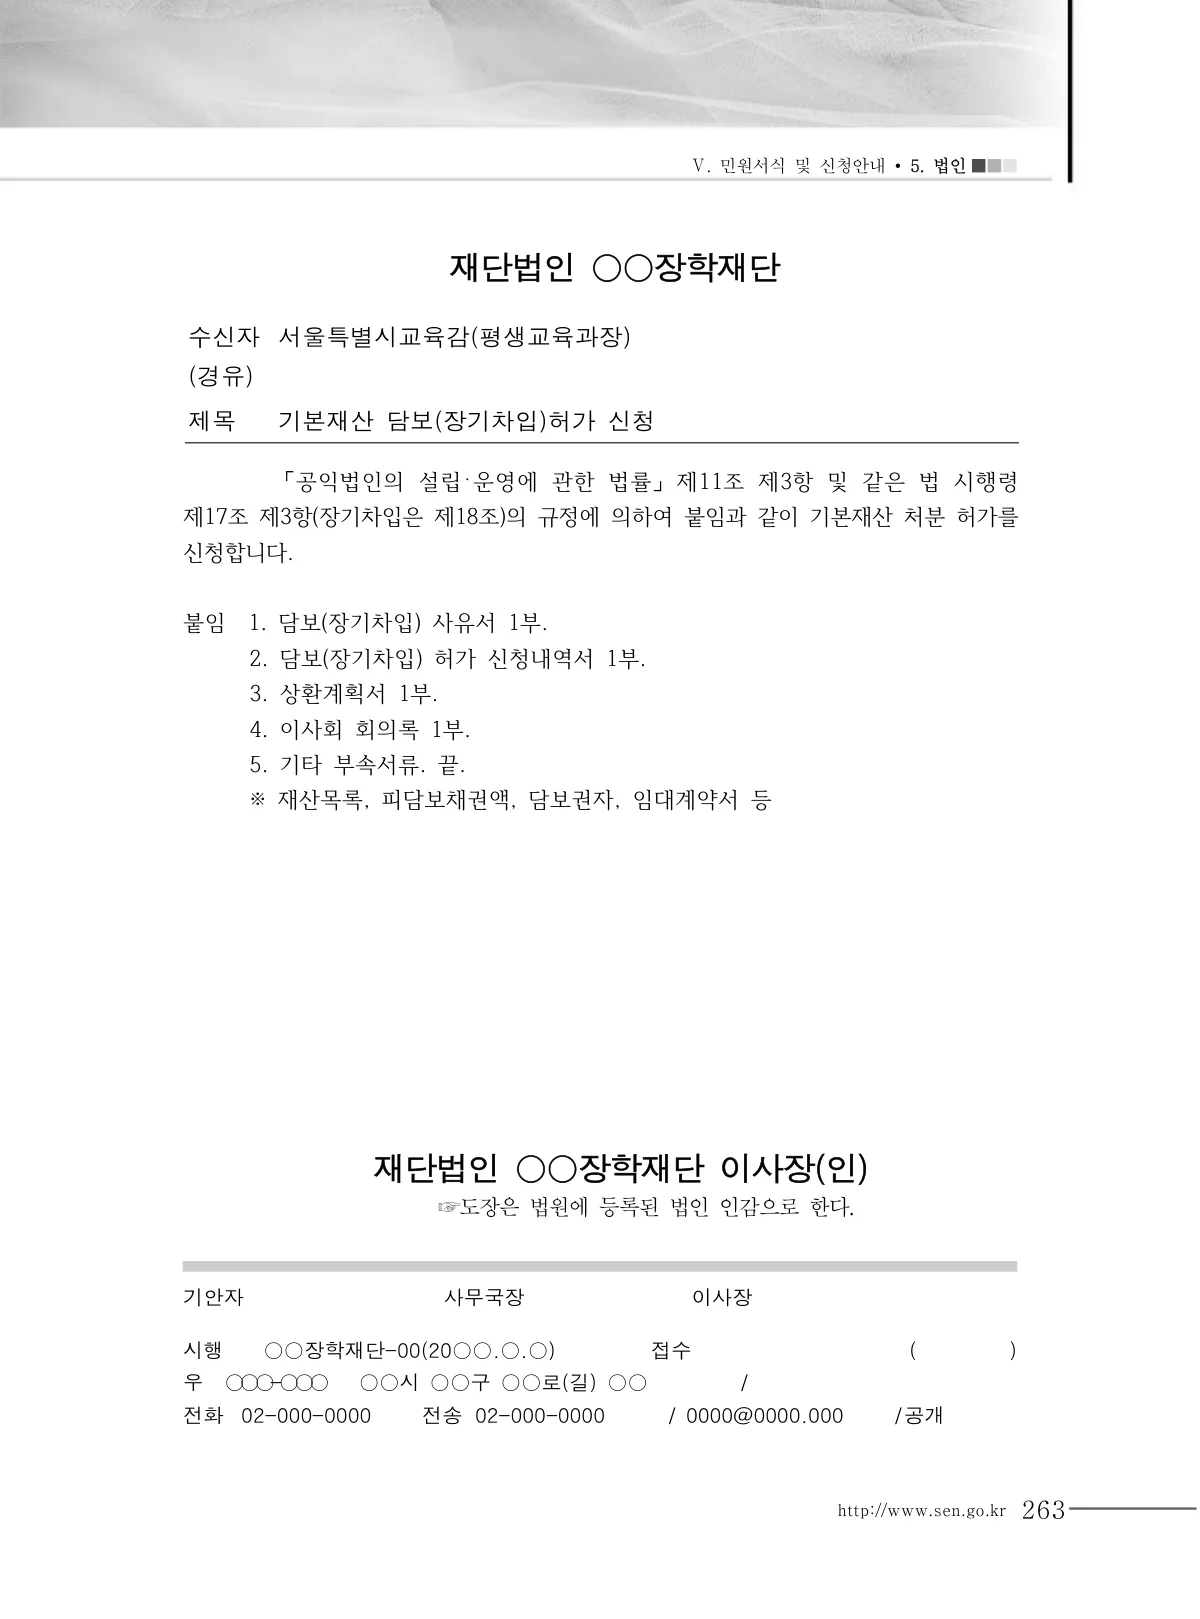 V. 민원서식 및 신청안내 • 5. 법인
재단법인 ○○장학재단
수신자 서울특별시교육감(평생교육과장)
(경유)
제목 기본재산 담보(장기차입)허가 신청
「공익법인의 설립·운영에 관한 법률」제11조 제3항 및 같은 법 시행령
제17조 제3항(장기차입은 제18조)의 규정에 의하여 붙임과 같이 기본재산 처분 허가를
신청합니다.
붙임 1. 담보(장기차입) 사유서 1부.
2. 담보(장기차입) 허가 신청내역서 1부.
3. 상환계획서 1부.
4. 이사회 회의록 1부.
5. 기타 부속서류. 끝.
※ 재산목록, 피담보채권액, 담보권자, 임대계약서 등
재단법인 ○○장학재단 이사장(인)
☞도장은 법원에 등록된 법인 인감으로 한다.
기안자 사무국장 이사장
시행 ○○장학재단-00(20○○.○.○) 접수 ( )
우 ○○○-○○○ ○○시 ○○구 ○○로(길) ○○ /
전화 02-000-0000 전송 02-000-0000 / 0000@0000.000 /공개
http://www.sen.go.kr 263